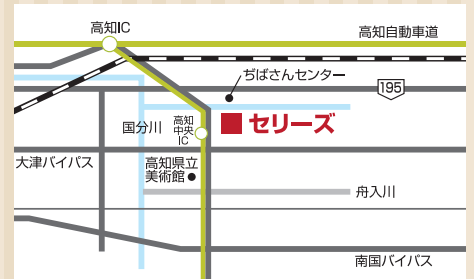 高知IC
高知自動車道
ぢばさんセンター
195
セリーズ
高知
中央
IC
国分川
大津バイパス
高知県立
美術館
舟入川
南国バイパス